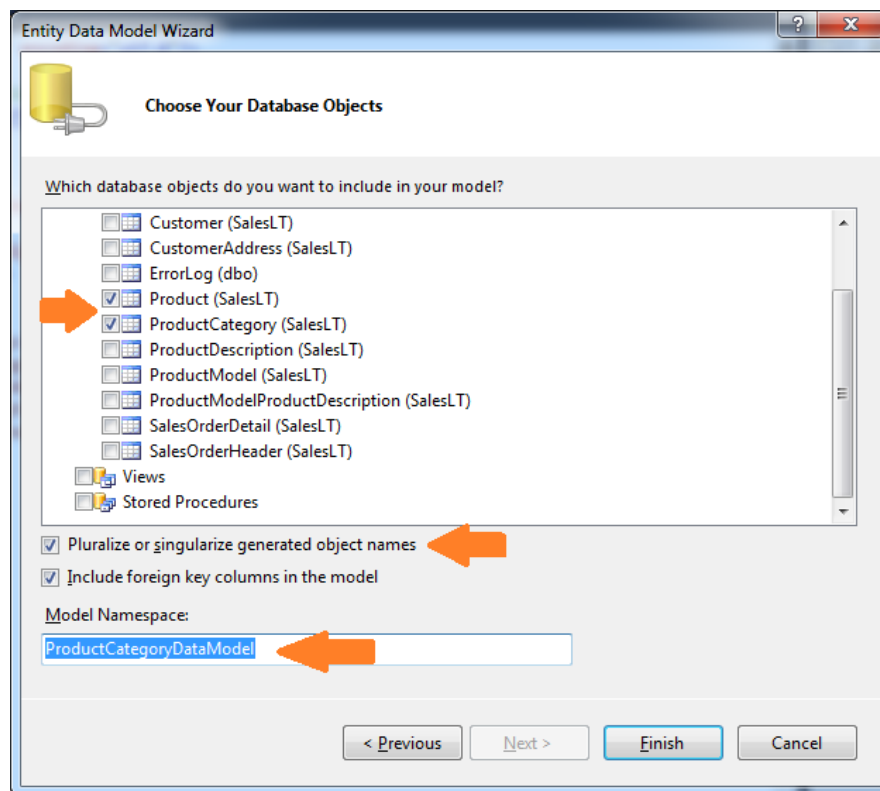 Entity Data Model Wizard
Choose Your Database Objects
Which database objects do you want to include in your model?
Customer (SalesLT)
CustomerAddress (SalesLT)
ErrorLog (dbo)
Product (SalesLT)
ProductCategory (SalesLT)
ProductDescription (SalesLT)
ProductModel (SalesLT)
ProductModelProductDescription (SalesLT)
SalesOrderDetail (SalesLT)
SalesOrderHeader (SalesLT)
Views
Stored Procedures
Pluralize or singularize generated object names
Include foreign key columns in the model
Model Namespace:
ProductCategoryDataModel
< Previous Next > Finish Cancel